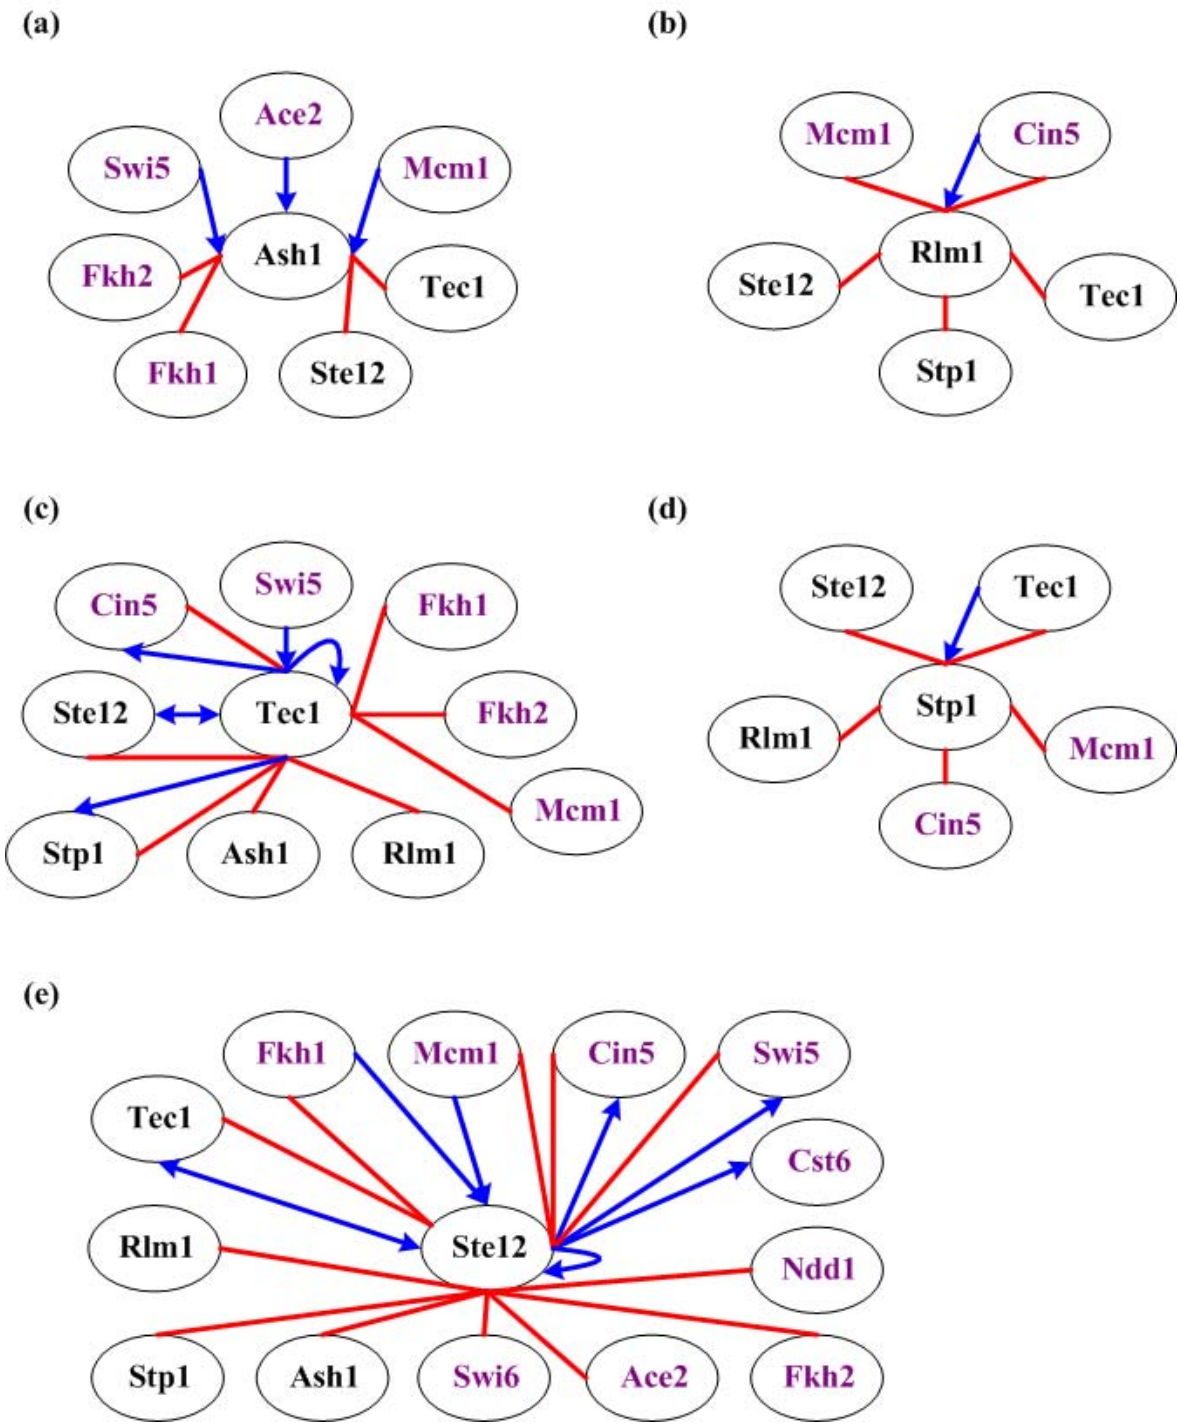 (a)
(b)
Ace2
Swi5
Mcm1
Ash1
Fkh2
Tec1
Fkh1
Ste12
Mcm1
Cin5
Rlm1
Ste12
Tec1
Stp1
(c)
(d)
Swi5
Cin5
Fkh1
Ste12
Tec1
Fkh2
Mcm1
Stp1
Ash1
Rlm1
Ste12
Tec1
Stp1
Rlm1
Mcm1
Cin5
(e)
Fkh1
Mcm1
Cin5
Swi5
Tec1
Cst6
Rlm1
Ste12
Ndd1
Stp1
Ash1
Swi6
Ace2
Fkh2